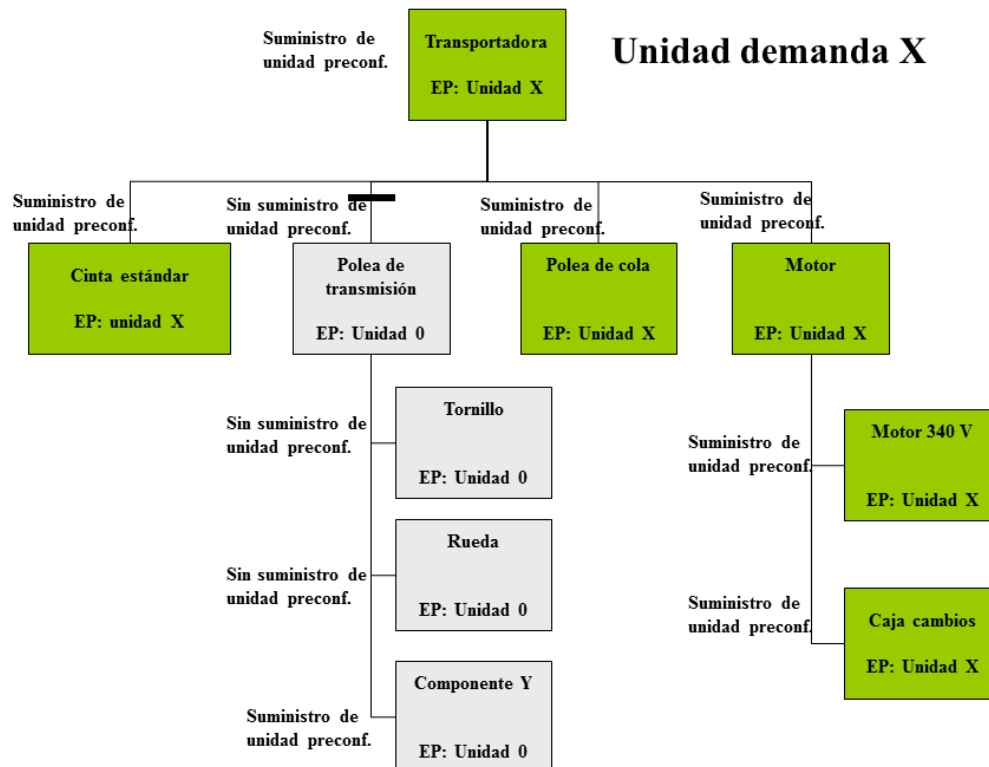 Suministro de
unidad preconf.
Transportadora
EP: Unidad X
Unidad demanda X
Suministro de
unidad preconf.
Sin suministro de
unidad preconf.
Suministro de
unidad preconf.
Suministro de
unidad preconf.
Cinta estándar
EP: unidad X
Polea de
transmisión
EP: Unidad 0
Polea de cola
EP: Unidad X
Motor
EP: Unidad X
Sin suministro de
unidad preconf.
Tornillo
EP: Unidad 0
Suministro de
unidad preconf.
Motor 340 V
EP: Unidad X
Sin suministro de
unidad preconf.
Rueda
EP: Unidad 0
Suministro de
unidad preconf.
Caja cambios
EP: Unidad X
Suministro de
unidad preconf.
Componente Y
EP: Unidad 0